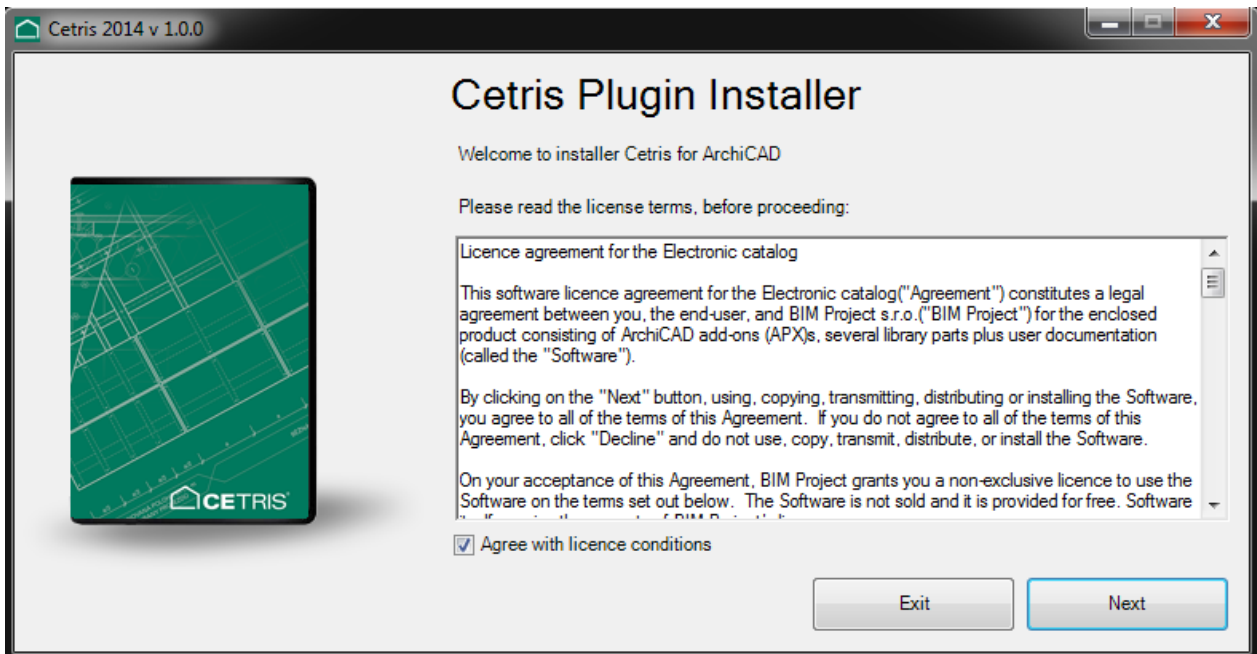 Cetris 2014 v 1.0.0
Cetris Plugin Installer
Welcome to installer Cetris for ArchiCAD
Please read the license terms, before proceeding:
Licence agreement for the Electronic catalog
This software licence agreement for the Electronic catalog("Agreement") constitutes a legal
agreement between you, the end-user, and BIM Project s.r.o.("BIM Project") for the enclosed
product consisting of ArchiCAD add-ons (APX)s, several library parts plus user documentation
(called the "Software").
By clicking on the "Next" button, using, copying, transmitting, distributing or installing the Software,
you agree to all of the terms of this Agreement.  If you do not agree to all of the terms of this
Agreement, click "Decline" and do not use, copy, transmit, distribute, or install the Software.
On your acceptance of this Agreement, BIM Project grants you a non-exclusive licence to use the
Software on the terms set out below.  The Software is not sold and it is provided for free. Software
CETRIS
Agree with licence conditions
Exit
Next